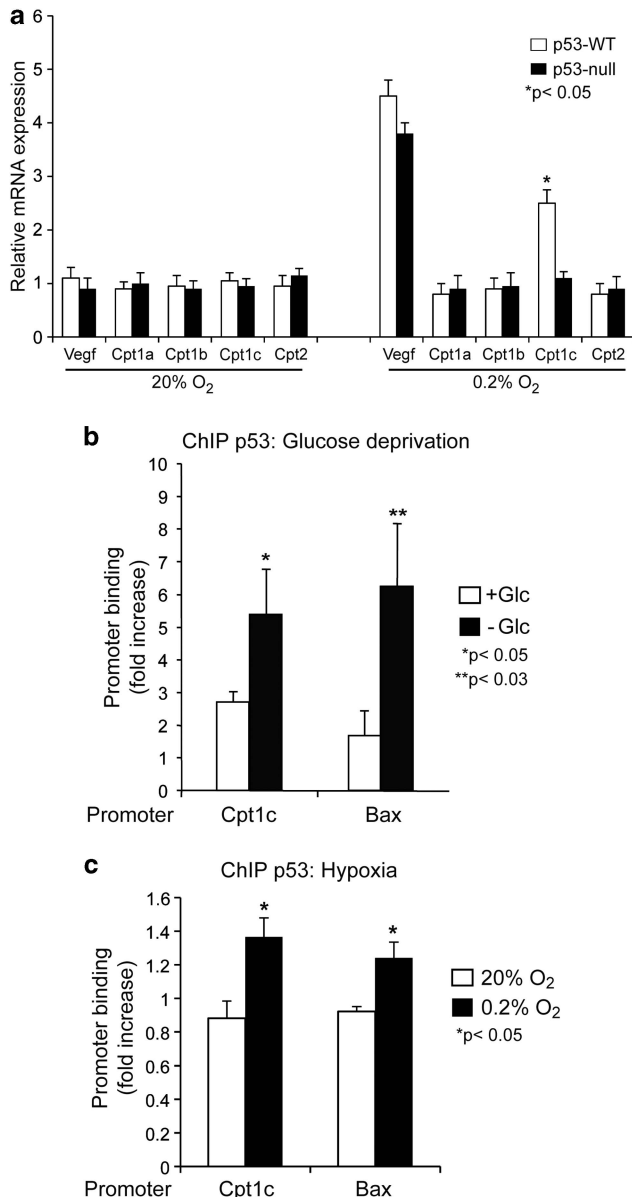 a
6
5
4
3
2
1
0
Relative mRNA expression
p53-WT
p53-null
*p< 0.05
*
Vegf Cpt1a Cpt1b Cpt1c Cpt2 Vegf Cpt1a Cpt1b Cpt1c Cpt2
20% O2 0.2% O2
b
ChIP p53: Glucose deprivation
10
9
8
7
6
5
4
3
2
1
0
Promoter binding
(fold increase)
* **
+Glc
- Glc
*p< 0.05
**p< 0.03
Promoter Cpt1c Bax
c
ChIP p53: Hypoxia
1.6
1.4
1.2
1
0.8
0.6
0.4
0.2
0
Promoter binding
(fold increase)
* *
20% O2
0.2% O2
*p< 0.05
Promoter Cpt1c Bax